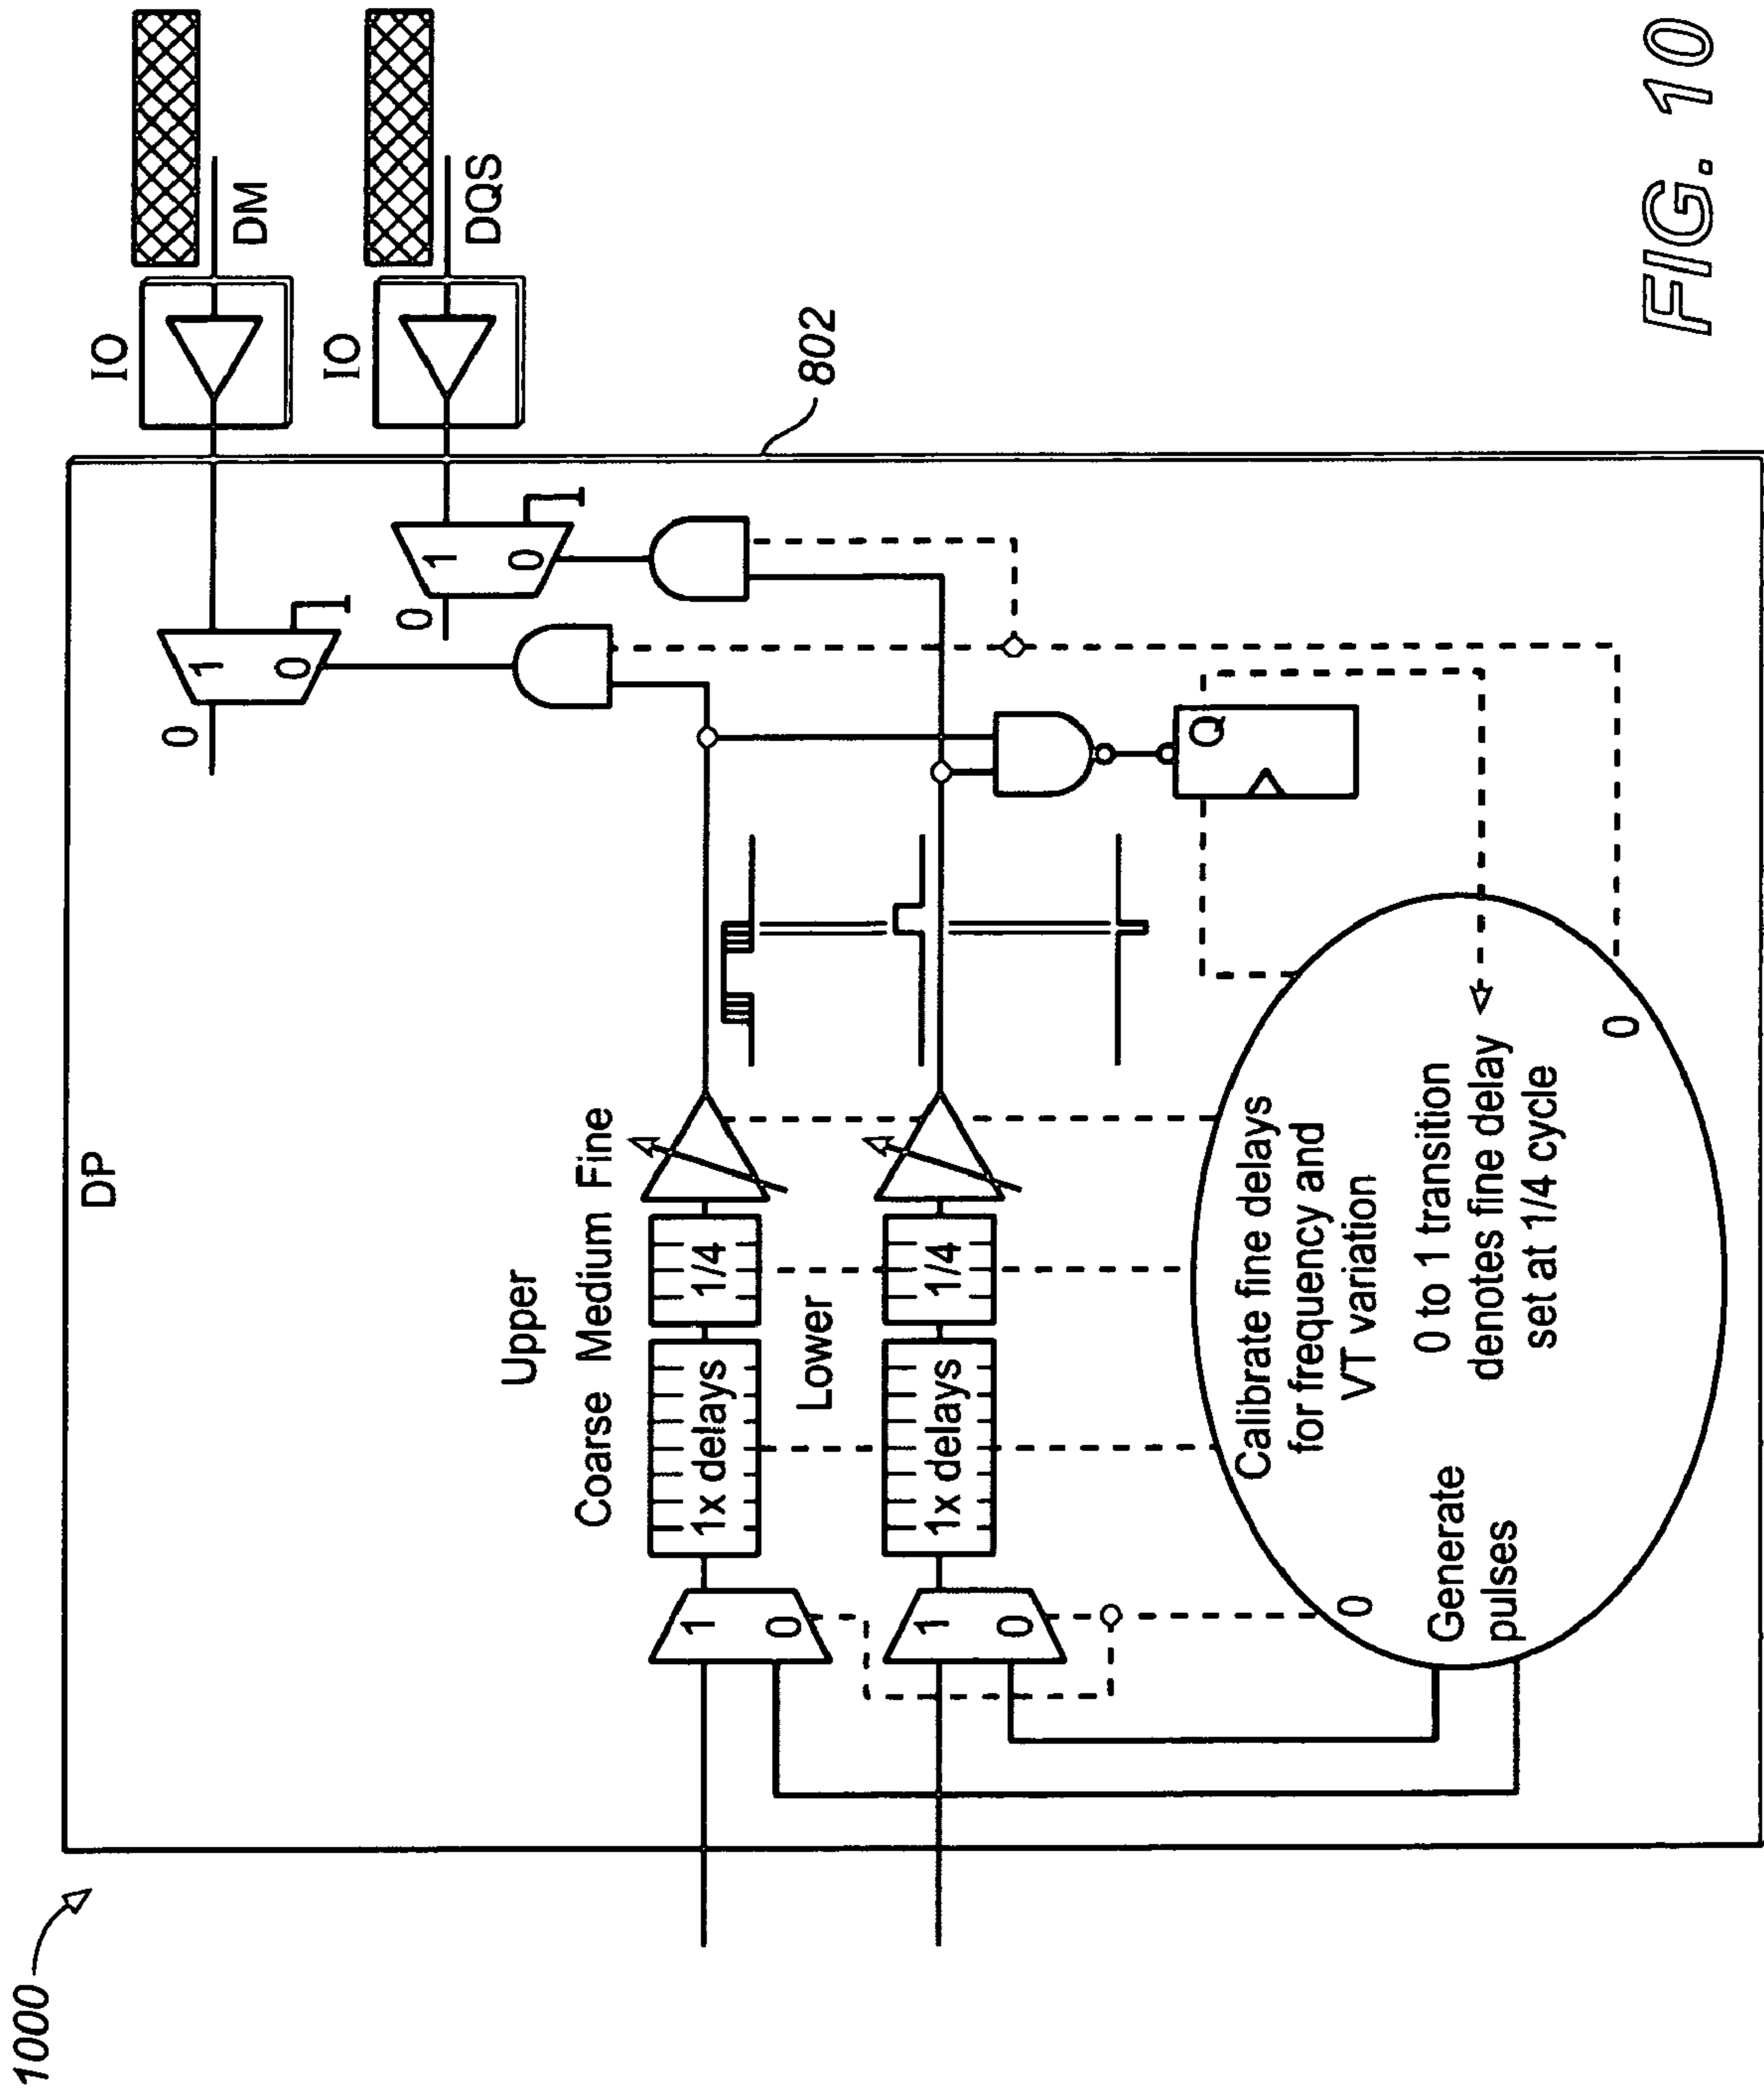 1000
DP
Upper
Coarse Medium Fine
1x delays
1/4
Lower
1x delays
1/4
1
0
1
0
Calibrate fine delays
for frequency and
VT variation
0 to 1 transition
denotes fine delay
set at 1/4 cycle
Generate
pulses
0
0
Q
0
1
0
0
1
0
IO
DM
IO
DQS
802
FIG. 10